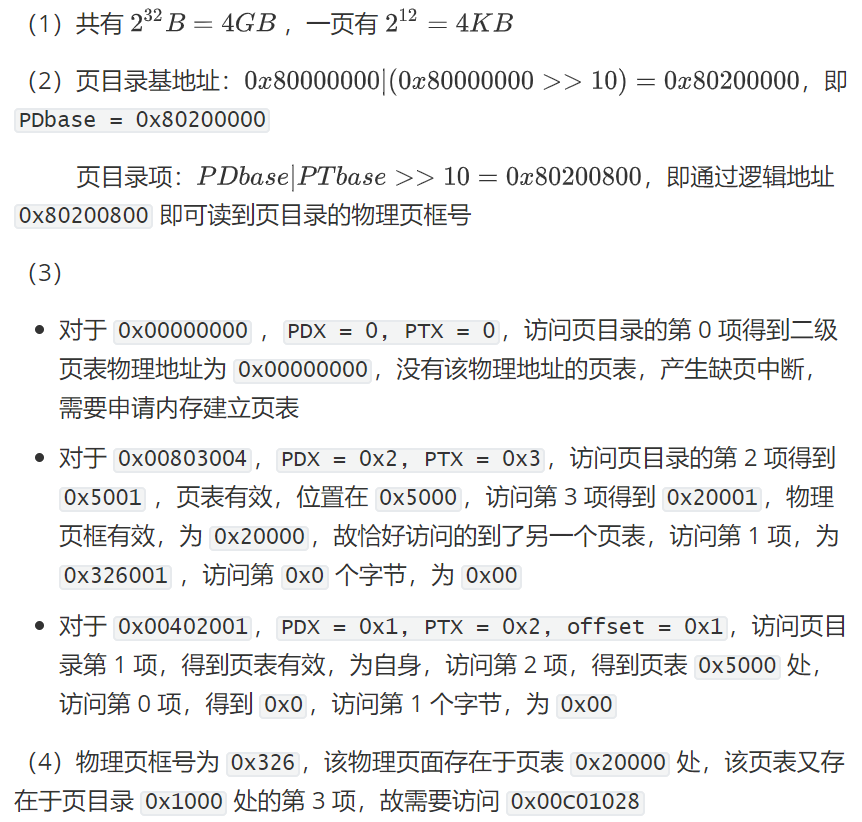 （1）共有 2^32 B = 4GB ，一页有 2^12 = 4KB
（2）页目录基地址：0x80000000|(0x80000000 >> 10) = 0x80200000，即
PDbase = 0x80200000
页目录项：PDbase|PTbase >> 10 = 0x80200800，即通过逻辑地址
0x80200800 即可读到页目录的物理页框号
（3）
• 对于 0x00000000 ，PDX = 0, PTX = 0，访问页目录的第 0 项得到二级
页表物理地址为 0x00000000，没有该物理地址的页表，产生缺页中断，
需要申请内存建立页表
• 对于 0x00803004，PDX = 0x2, PTX = 0x3，访问页目录的第 2 项得到
0x5001 ，页表有效，位置在 0x5000，访问第 3 项得到 0x20001，物理
页框有效，为 0x20000，故恰好访问的到了另一个页表，访问第 1 项，为
0x326001 ，访问第 0x0 个字节，为 0x00
• 对于 0x00402001，PDX = 0x1, PTX = 0x2, offset = 0x1，访问页目
录第 1 项，得到页表有效，为自身，访问第 2 项，得到页表 0x5000 处，
访问第 0 项，得到 0x0，访问第 1 个字节，为 0x00
（4）物理页框号为 0x326，该物理页面存在于页表 0x20000 处，该页表又存
在于页目录 0x1000 处的第 3 项，故需要访问 0x00C01028